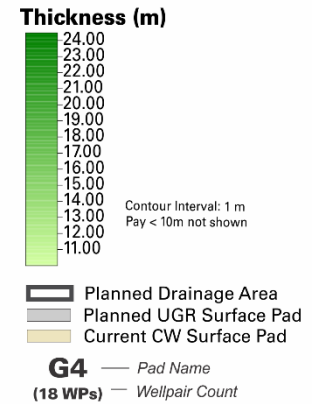 Thickness (m)
24.00
23.00
22.00
21.00
20.00
19.00
18.00
17.00
16.00
15.00
14.00
13.00
12.00
11.00
Contour Interval: 1 m
Pay < 10m not shown
Planned Drainage Area
Planned UGR Surface Pad
Current CW Surface Pad
G4 — Pad Name
(18 WPs) — Wellpair Count